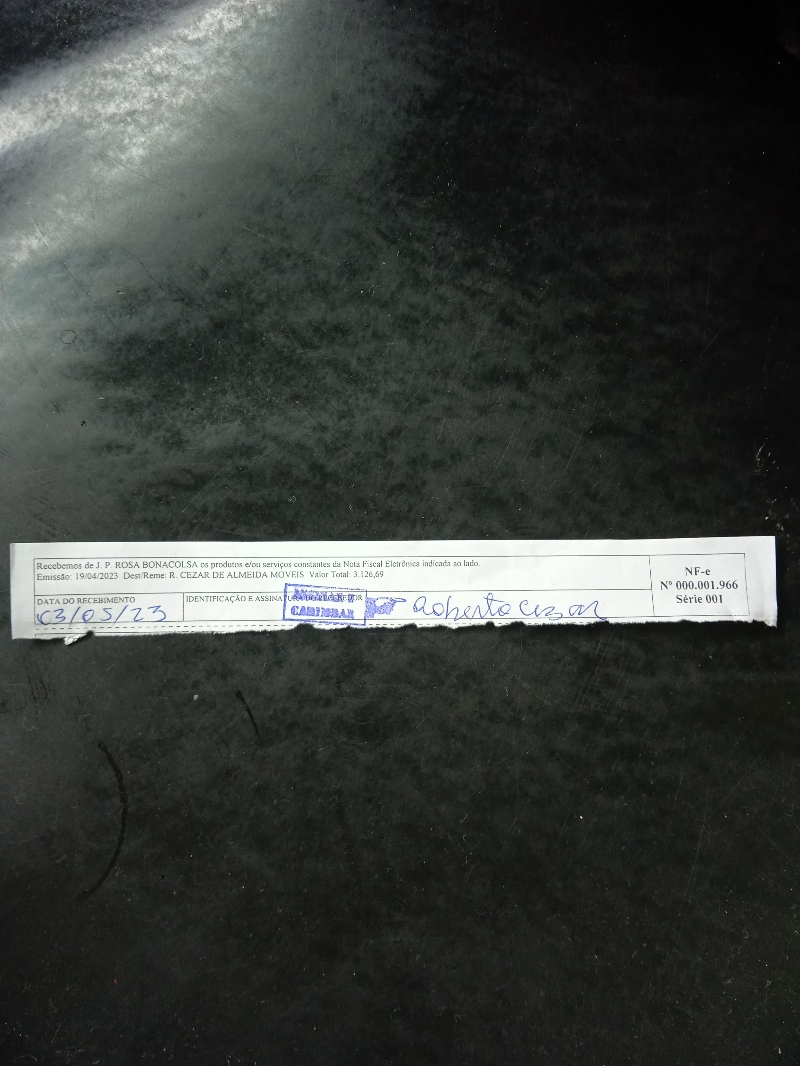 Recebemos de J. P. ROSA BONACOLSA os produtos e/ou serviços constantes da Nota Fiscal Eletrônica indicada ao lado.
Emissão: 19/04/2023 Dest/Reme: R. CEZAR DE ALMEIDA MOVEIS Valor Total: 3.126,69
NF-e
Nº 000.001.966
Série 001
DATA DO RECEBIMENTO
03/05/23
IDENTIFICAÇÃO E ASSINATURA DO RECEBEDOR
ASSINAR E
CARIMBAR
Roberto cezar